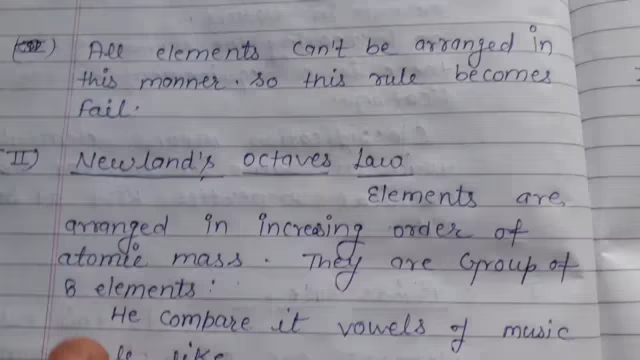 All elements can't be arranged in
this manner. so this rule becomes
fail.
II) Newland's octaves Law
Elements are
arranged in increasing order of
atomic mass. They are Group of
8 elements:
He compare it vowels of music
like